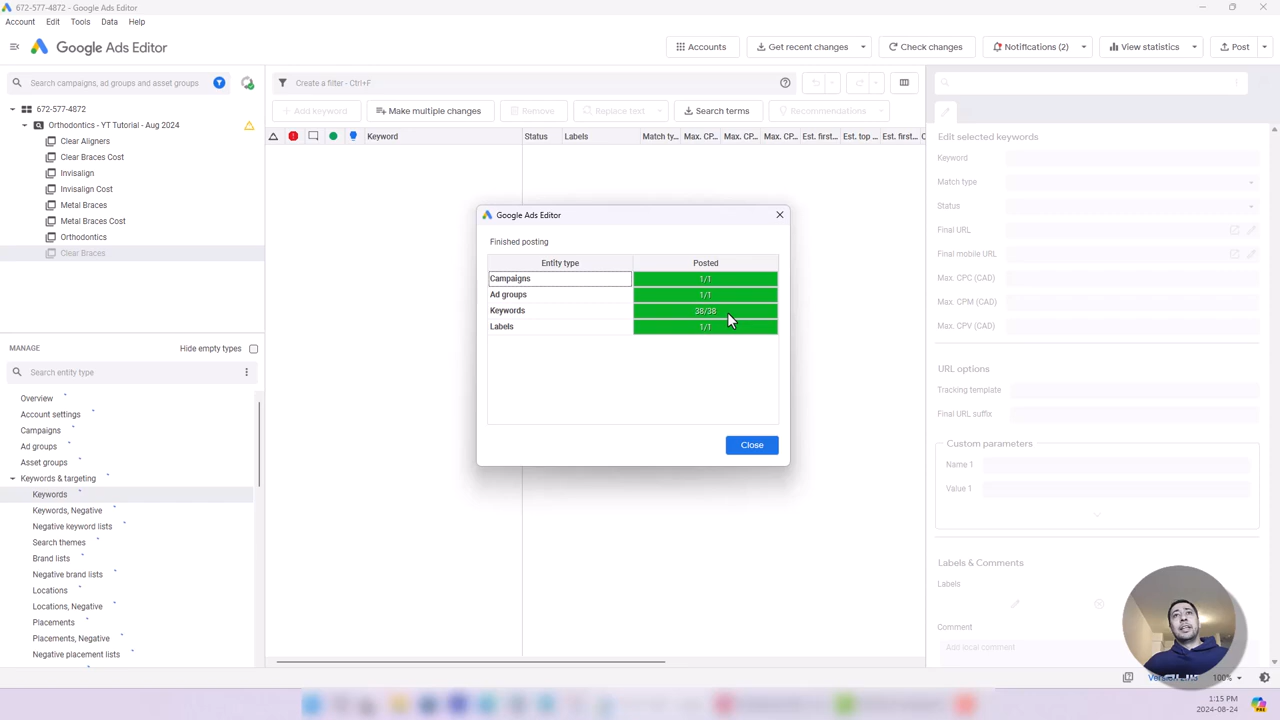 672-577-4872 - Google Ads Editor
Account Edit Tools Data Help
Google Ads Editor
Accounts
Get recent changes
Check changes
Notifications (2)
View statistics
Post
Search campaigns, ad groups and asset groups
Create a filter - Ctrl+F
672-577-4872
Orthodontics - YT Tutorial - Aug 2024
Clear Aligners
Clear Braces Cost
Invisalign
Invisalign Cost
Metal Braces
Metal Braces Cost
Orthodontics
Clear Braces
Add keyword
Make multiple changes
Remove
Replace text
Search terms
Recommendations
Keyword Status Labels Match ty... Max. CP... Max. CP... Max. CP... Est. first... Est. top ... Est. first...
Google Ads Editor
Finished posting
Entity type Posted
Campaigns 1/1
Ad groups 1/1
Keywords 38/38
Labels 1/1
Close
MANAGE
Hide empty types
Search entity type
Overview
Account settings
Campaigns
Ad groups
Asset groups
Keywords & targeting
Keywords
Keywords, Negative
Negative keyword lists
Search themes
Brand lists
Negative brand lists
Locations
Locations, Negative
Placements
Placements, Negative
Negative placement lists
Edit selected keywords
Keyword
Match type
Status
Final URL
Final mobile URL
Max. CPC (CAD)
Max. CPM (CAD)
Max. CPV (CAD)
URL options
Tracking template
Final URL suffix
Custom parameters
Name 1
Value 1
Labels & Comments
Labels
Comment
Add local comment
100%
1:15 PM
2024-08-24